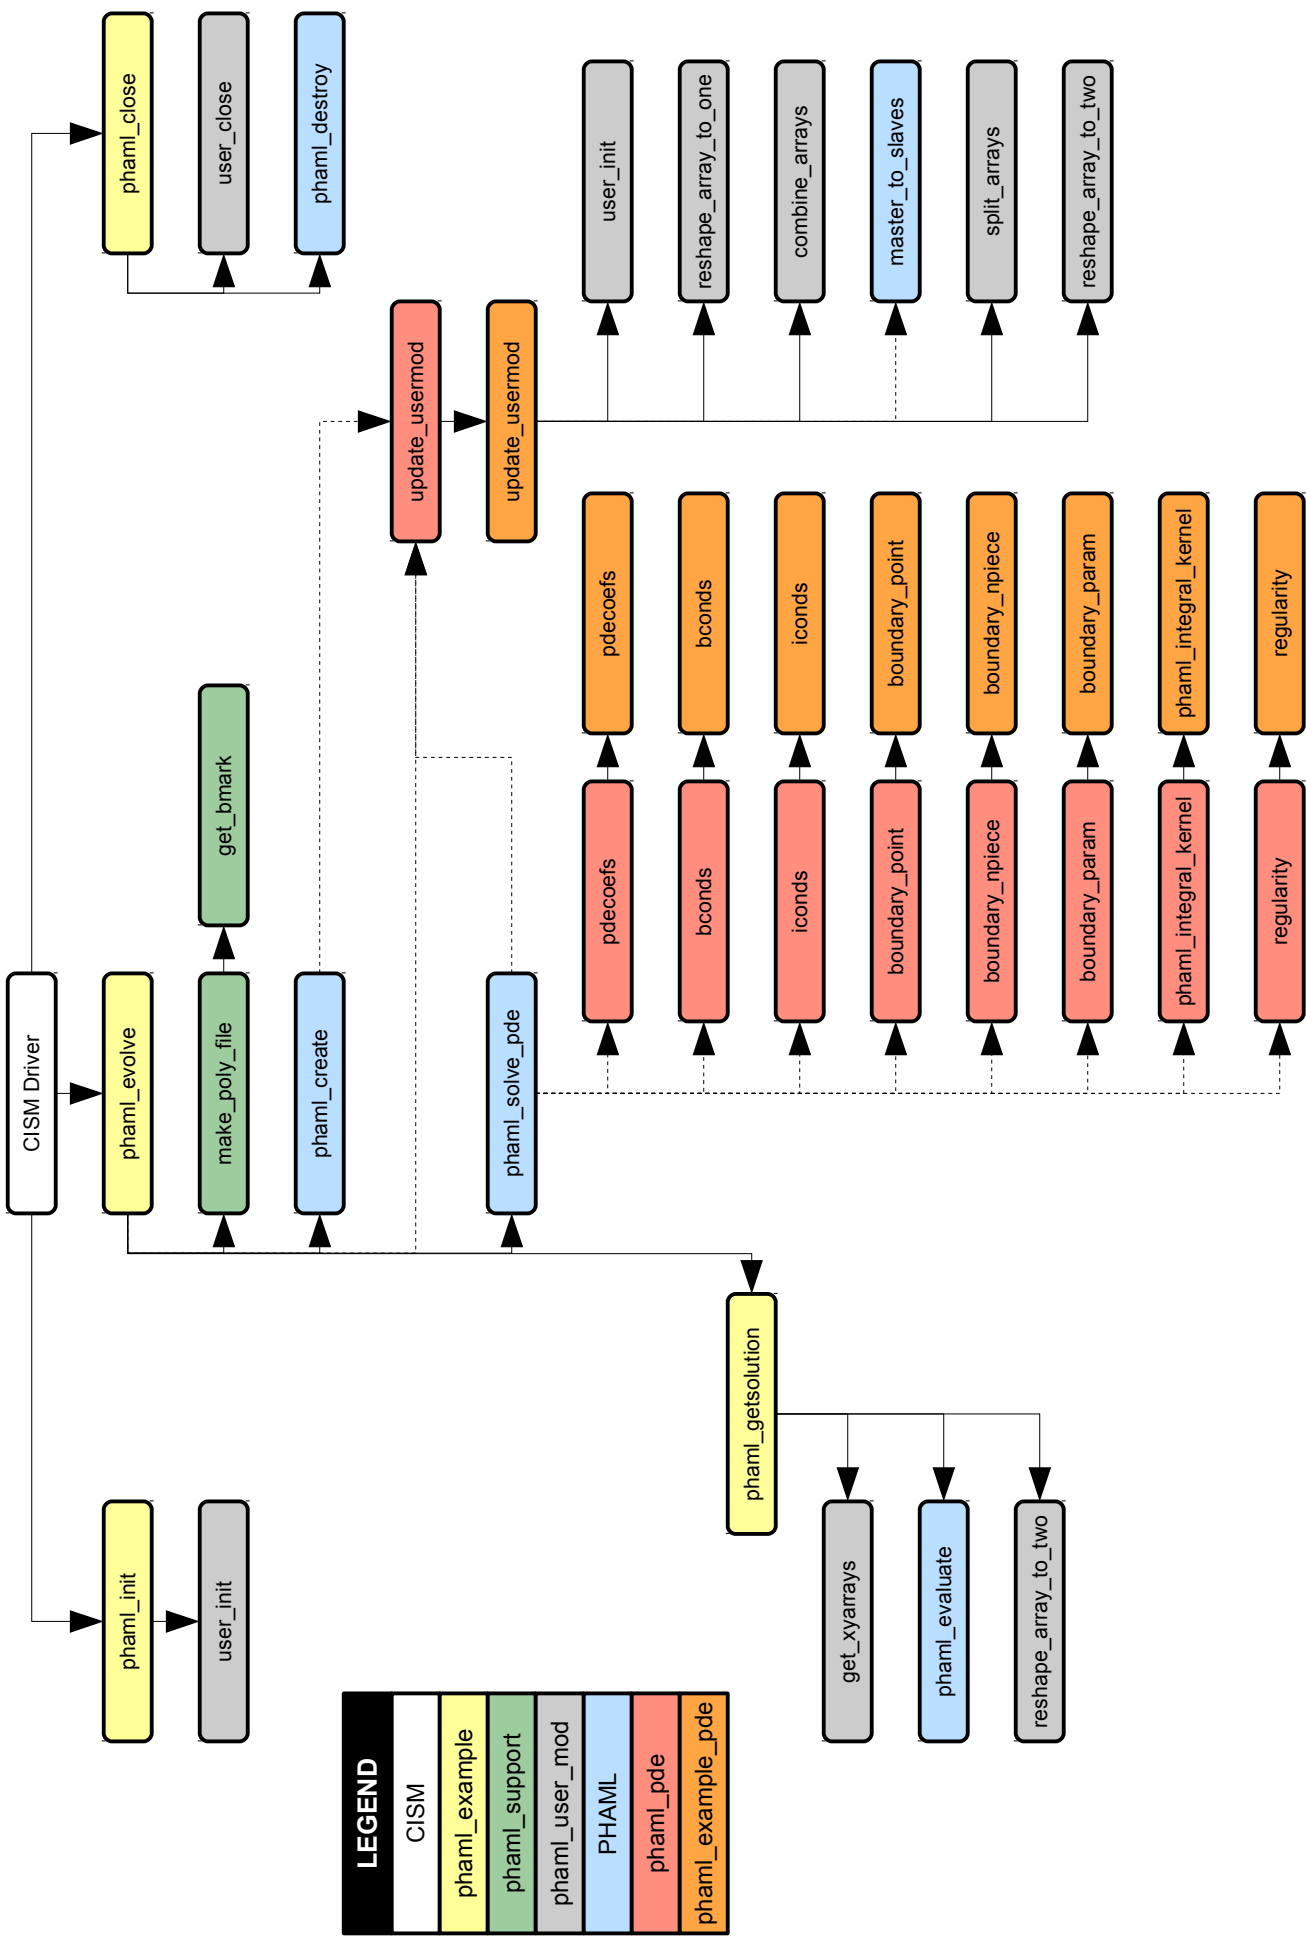 CISM Driver
phaml_init
user_init
phaml_evolve
make_poly_file
get_bmark
phaml_create
phaml_solve_pde
phaml_close
user_close
phaml_destroy
update_usermod
update_usermod
user_init
reshape_array_to_one
combine_arrays
master_to_slaves
split_arrays
reshape_array_to_two
pdecoefs
pdecoefs
bconds
bconds
iconds
iconds
boundary_point
boundary_point
boundary_npiece
boundary_npiece
boundary_param
boundary_param
phaml_integral_kernel
phaml_integral_kernel
regularity
regularity
phaml_getsolution
get_xyarrays
phaml_evaluate
reshape_array_to_two
LEGEND
CISM
phaml_example
phaml_support
phaml_user_mod
PHAML
phaml_pde
phaml_example_pde